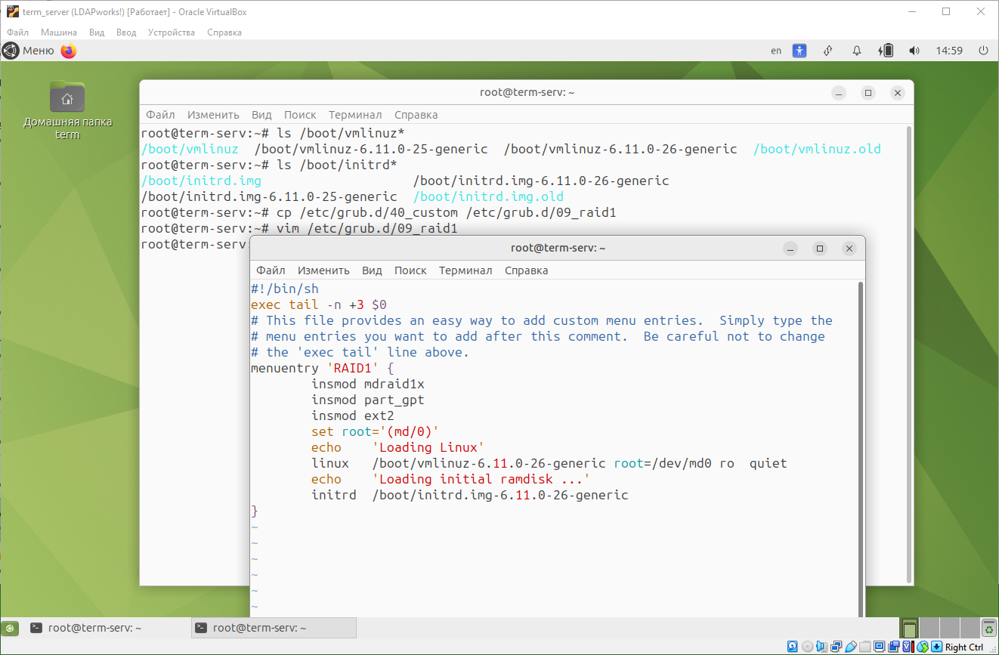 term_server (LDAPworks!) [Работает] - Oracle VirtualBox
Файл Машина Вид Ввод Устройства Справка
Меню en 14:59
Домашняя папка
term
root@term-serv: ~
Файл Изменить Вид Поиск Терминал Справка
root@term-serv:~# ls /boot/vmlinuz*
/boot/vmlinuz /boot/vmlinuz-6.11.0-25-generic /boot/vmlinuz-6.11.0-26-generic /boot/vmlinuz.old
root@term-serv:~# ls /boot/initrd*
/boot/initrd.img /boot/initrd.img-6.11.0-26-generic
/boot/initrd.img-6.11.0-25-generic /boot/initrd.img.old
root@term-serv:~# cp /etc/grub.d/40_custom /etc/grub.d/09_raid1
root@term-serv:~# vim /etc/grub.d/09_raid1
root@term-serv:
root@term-serv: ~
Файл Изменить Вид Поиск Терминал Справка
#!/bin/sh
exec tail -n +3 $0
# This file provides an easy way to add custom menu entries.  Simply type the
# menu entries you want to add after this comment.  Be careful not to change
# the 'exec tail' line above.
menuentry 'RAID1' {
        insmod mdraid1x
        insmod part_gpt
        insmod ext2
        set root='(md/0)'
        echo    'Loading Linux'
        linux   /boot/vmlinuz-6.11.0-26-generic root=/dev/md0 ro  quiet
        echo    'Loading initial ramdisk ...'
        initrd  /boot/initrd.img-6.11.0-26-generic
}
~
~
~
~
~
~
root@term-serv: ~ root@term-serv: ~
Right Ctrl